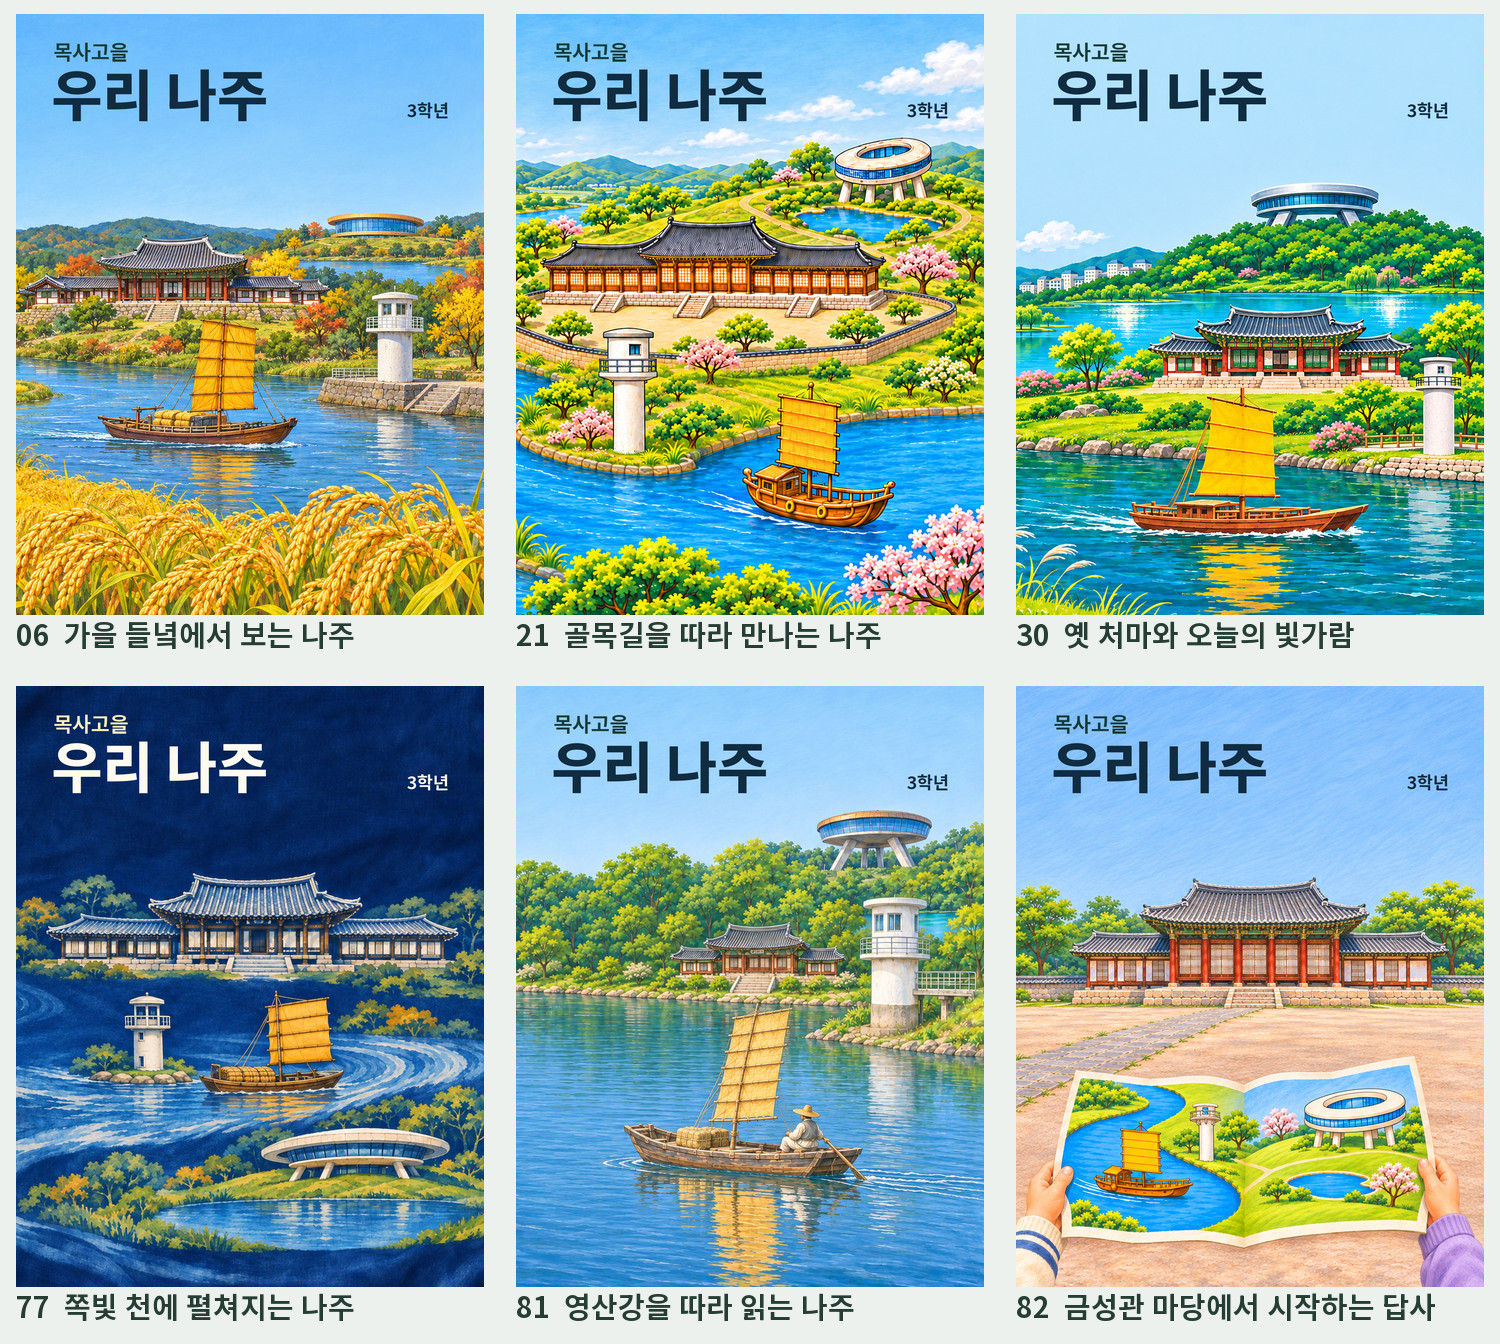 목사고을
우리 나주
3학년
06 가을 들녘에서 보는 나주
목사고을
우리 나주
3학년
21 골목길을 따라 만나는 나주
목사고을
우리 나주
3학년
30 옛 처마와 오늘의 빛가람
목사고을
우리 나주
3학년
77 쪽빛 천에 펼쳐지는 나주
목사고을
우리 나주
3학년
81 영산강을 따라 읽는 나주
목사고을
우리 나주
3학년
82 금성관 마당에서 시작하는 답사